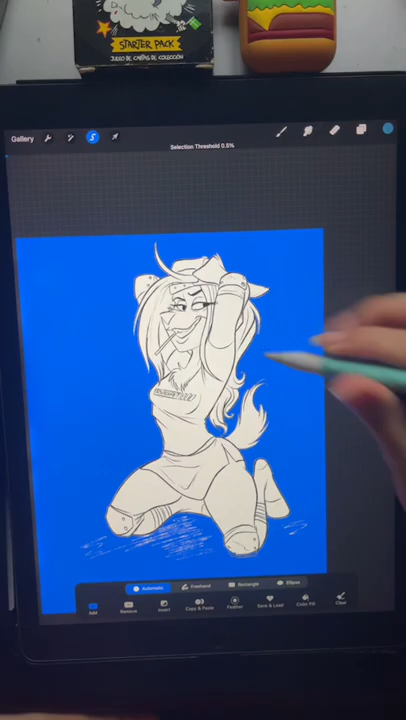 STARTER PACK
JUEGO DE CARTAS DE COLECCIÓN
Gallery
S
Selection Threshold 0.5%
Automatic Freehand Rectangle Ellipse
Add Remove Invert Copy & Paste Feather Save & Load Color Fill Clear